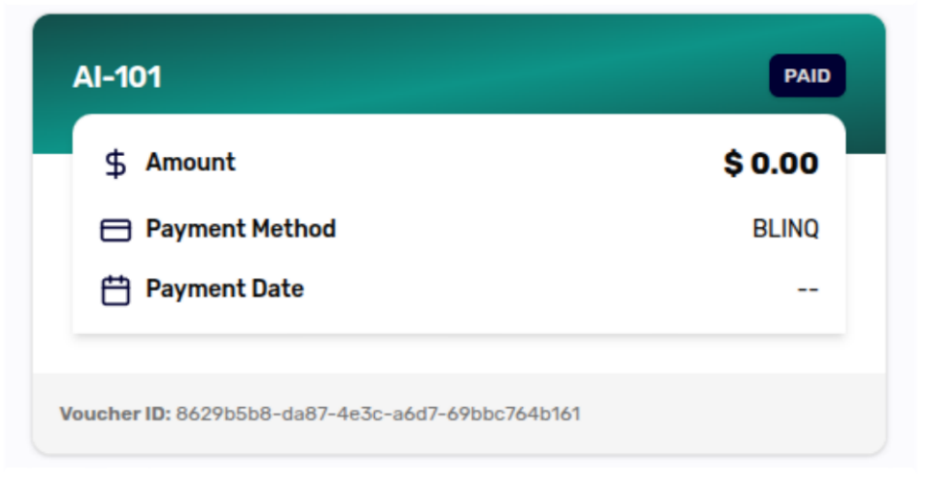 AI-101
PAID
Amount
$ 0.00
Payment Method
BLINQ
Payment Date
--
Voucher ID: 8629b5b8-da87-4e3c-a6d7-69bbc764b161